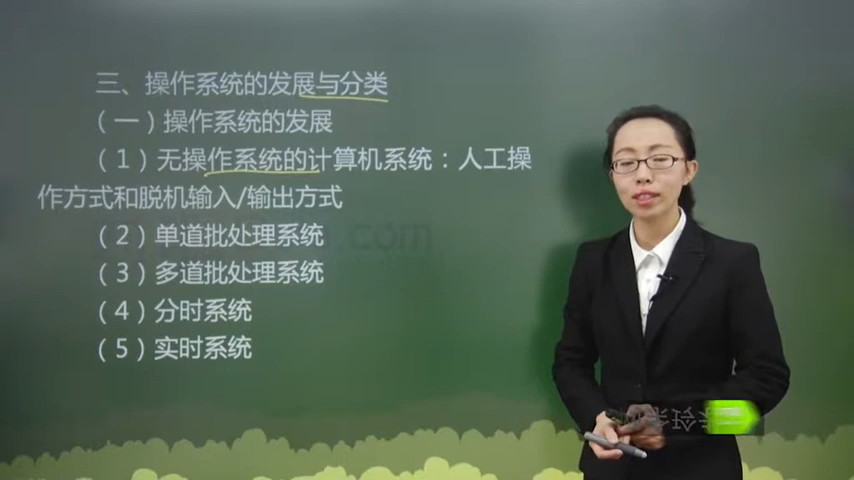 三、操作系统的发展与分类
（一）操作系统的发展
（1）无操作系统的计算机系统：人工操
作方式和脱机输入/输出方式
（2）单道批处理系统
（3）多道批处理系统
（4）分时系统
（5）实时系统